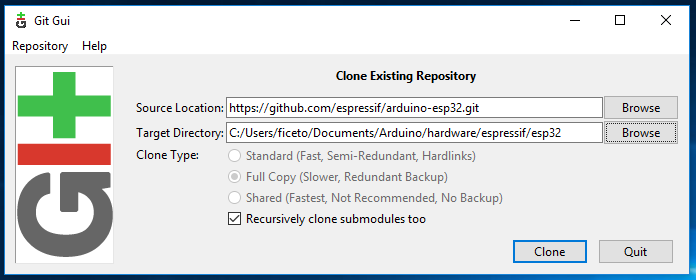 Git Gui
Repository Help
Clone Existing Repository
Source Location: https://github.com/espressif/arduino-esp32.git Browse
Target Directory: C:/Users/ficeto/Documents/Arduino/hardware/espressif/esp32 Browse
Clone Type: Standard (Fast, Semi-Redundant, Hardlinks)
Full Copy (Slower, Redundant Backup)
Shared (Fastest, Not Recommended, No Backup)
Recursively clone submodules too
Clone Quit
GIt